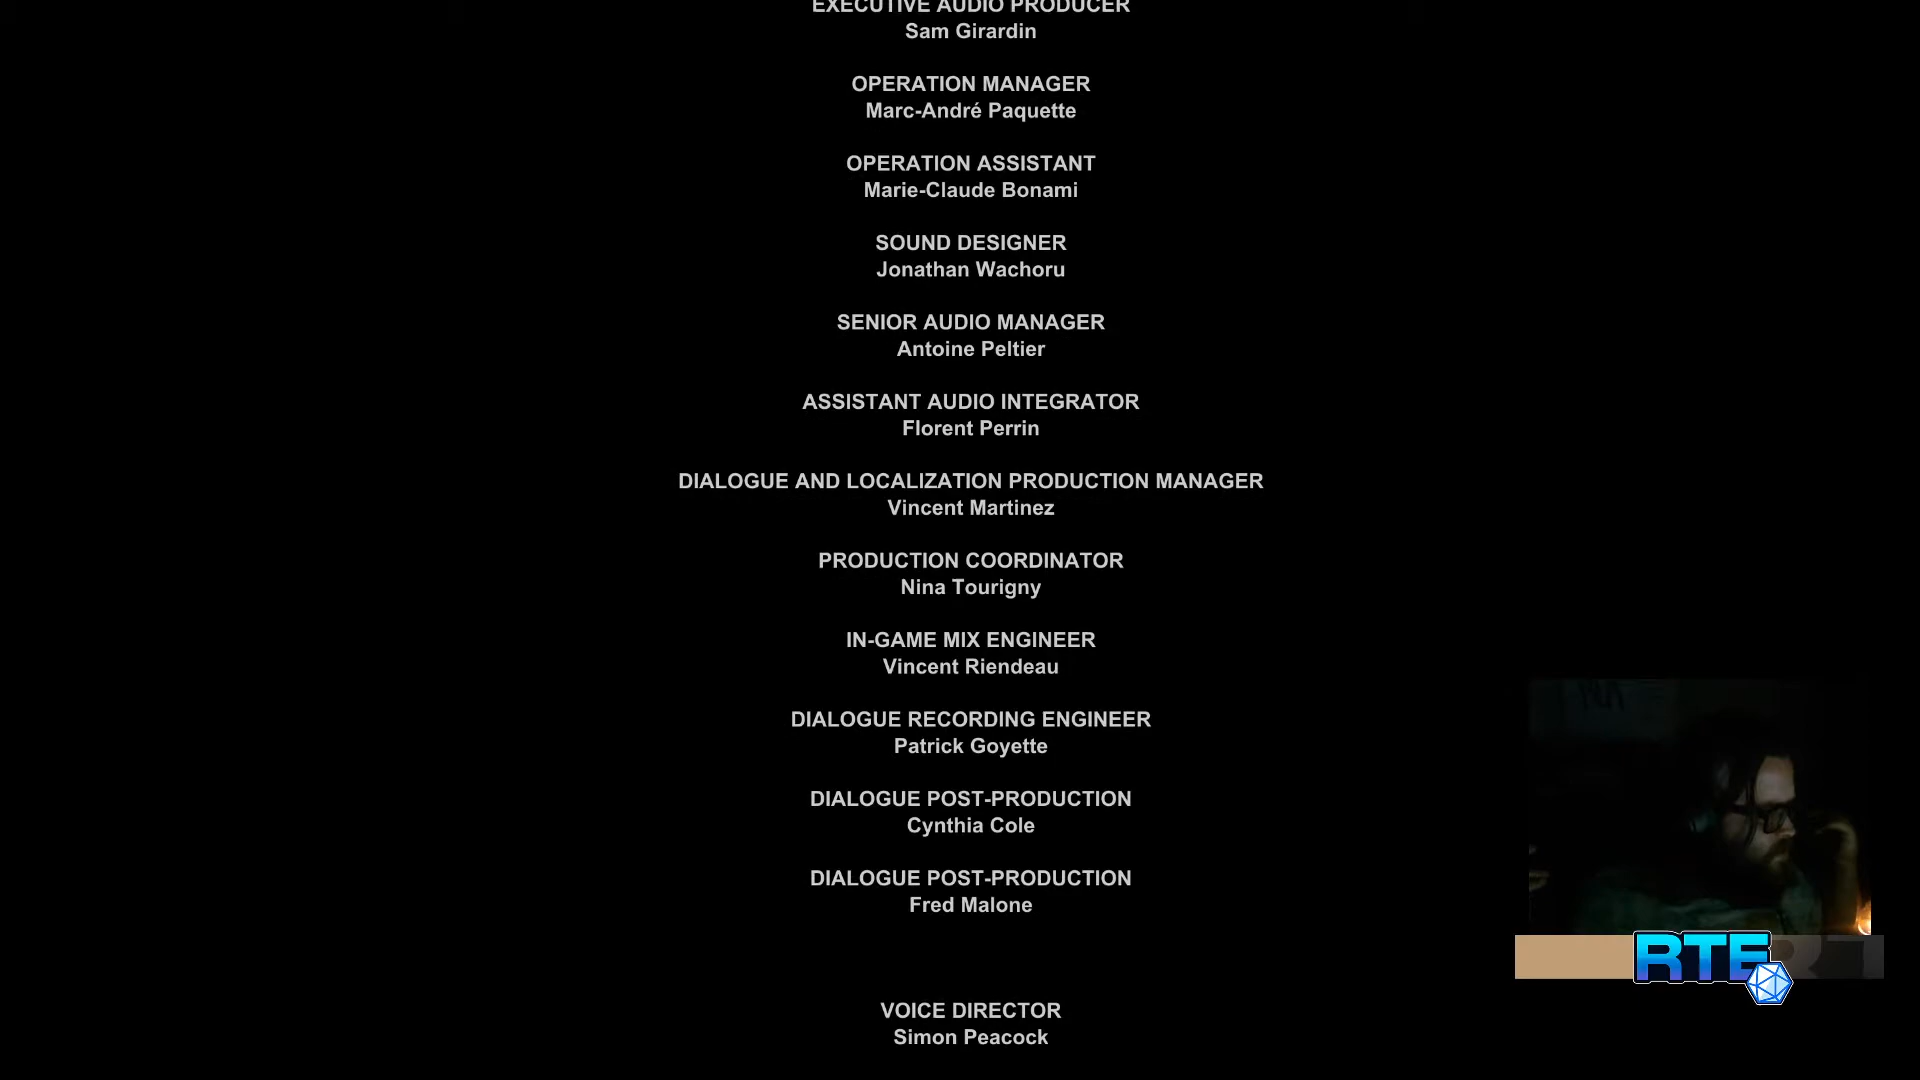 EXECUTIVE AUDIO PRODUCER
Sam Girardin
OPERATION MANAGER
Marc-André Paquette
OPERATION ASSISTANT
Marie-Claude Bonami
SOUND DESIGNER
Jonathan Wachoru
SENIOR AUDIO MANAGER
Antoine Peltier
ASSISTANT AUDIO INTEGRATOR
Florent Perrin
DIALOGUE AND LOCALIZATION PRODUCTION MANAGER
Vincent Martinez
PRODUCTION COORDINATOR
Nina Tourigny
IN-GAME MIX ENGINEER
Vincent Riendeau
DIALOGUE RECORDING ENGINEER
Patrick Goyette
DIALOGUE POST-PRODUCTION
Cynthia Cole
DIALOGUE POST-PRODUCTION
Fred Malone
RTE
VOICE DIRECTOR
Simon Peacock